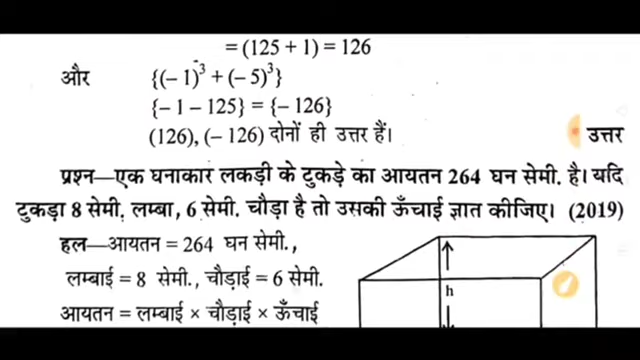 = (125 + 1) = 126
और {(– 1)³ + (– 5)³}
{– 1 – 125} = {– 126}
(126), (– 126) दोनों ही उत्तर हैं। उत्तर
प्रश्न—एक घनाकार लकड़ी के टुकड़े का आयतन 264 घन सेमी. है। यदि
टुकड़ा 8 सेमी. लम्बा, 6 सेमी. चौड़ा है तो उसकी ऊँचाई ज्ञात कीजिए। (2019)
हल—आयतन = 264 घन सेमी.,
लम्बाई = 8 सेमी., चौड़ाई = 6 सेमी.
h
आयतन = लम्बाई × चौड़ाई × ऊँचाई